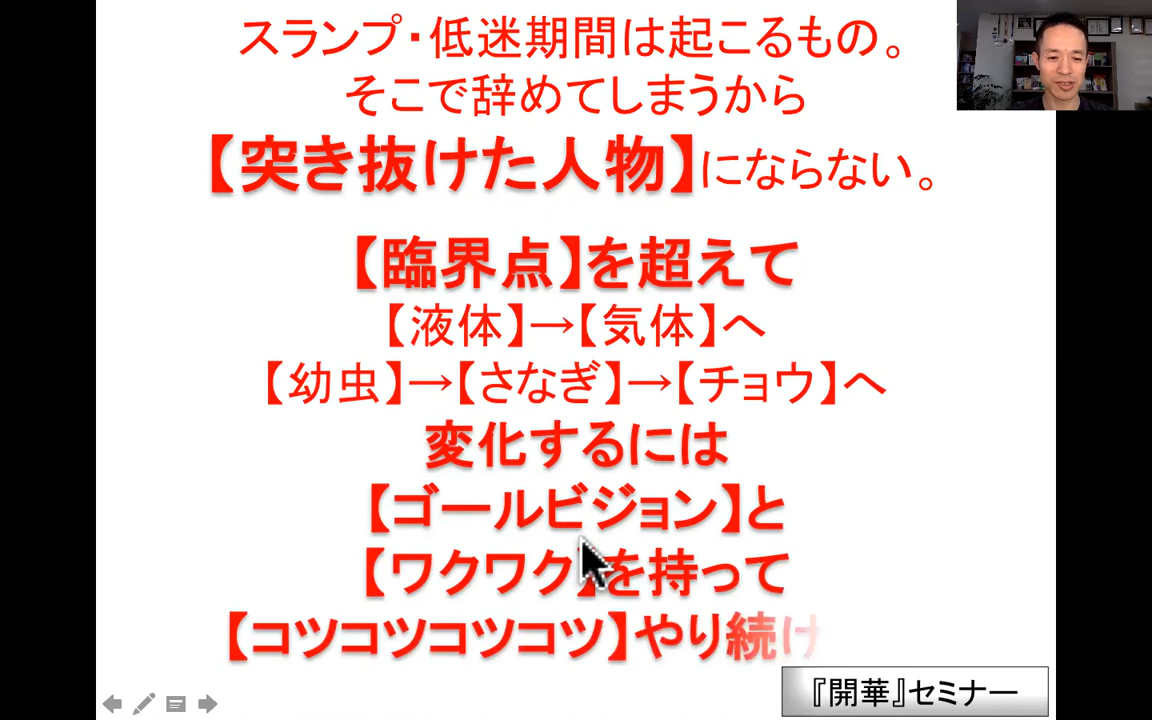 スランプ・低迷期間は起こるもの。
そこで辞めてしまうから
【突き抜けた人物】にならない。
【臨界点】を超えて
【液体】→【気体】へ
【幼虫】→【さなぎ】→【チョウ】へ
変化するには
【ゴールビジョン】と
【ワクワク】を持って
【コツコツコツコツ】やり続け
『開華』セミナー